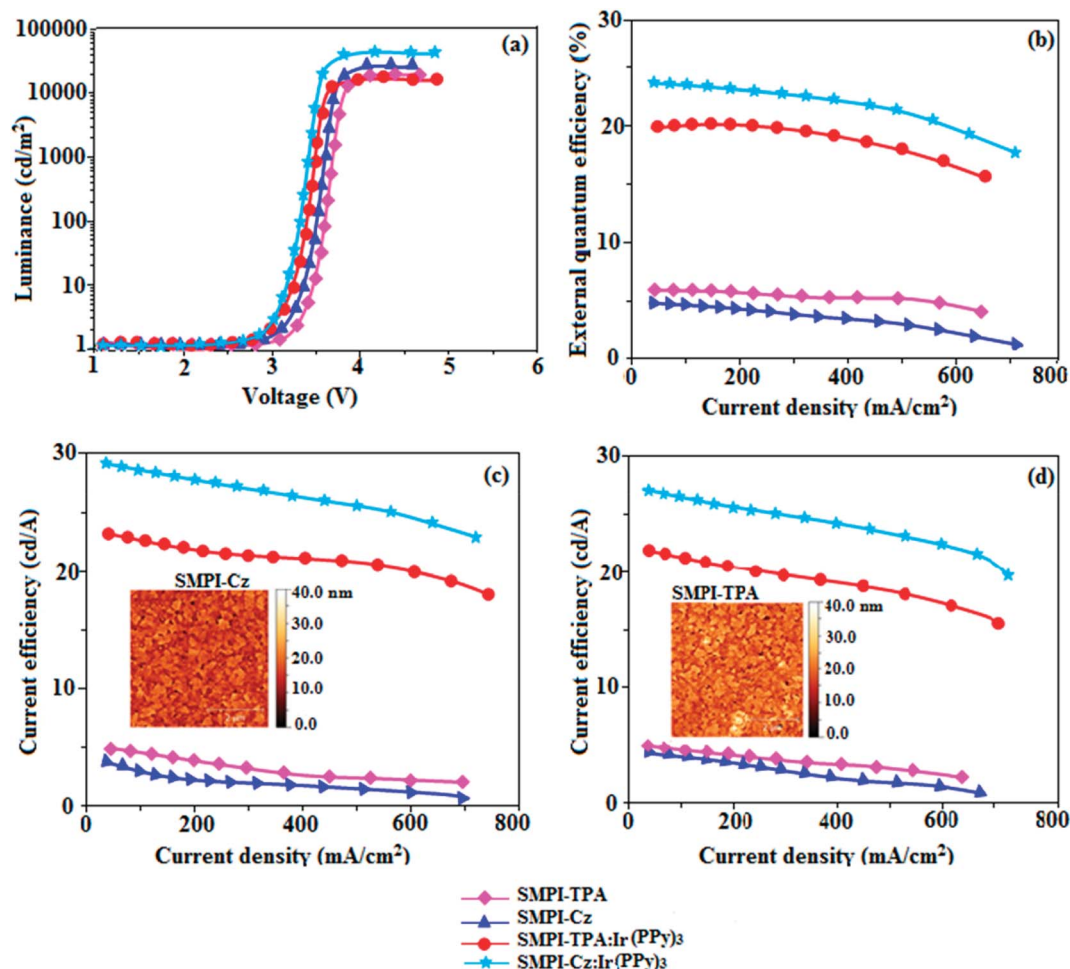 100000
10000
1000
100
10
1
Luminance (cd/m²)
(a)
1 2 3 4 5 6
Voltage (V)
30
20
10
0
External quantum efficiency (%)
(b)
0 200 400 600 800
Current density (mA/cm²)
30
20
10
0
Current efficiency (cd/A)
(c)
SMPI-Cz
40.0 nm
30.0
20.0
10.0
0.0
0 200 400 600 800
Current density (mA/cm²)
30
20
10
0
Current efficiency (cd/A)
(d)
SMPI-TPA
40.0 nm
30.0
20.0
10.0
0.0
0 200 400 600 800
Current density (mA/cm²)
SMPI-TPA
SMPI-Cz
SMPI-TPA:Ir(PPy)₃
SMPI-Cz:Ir(PPy)₃